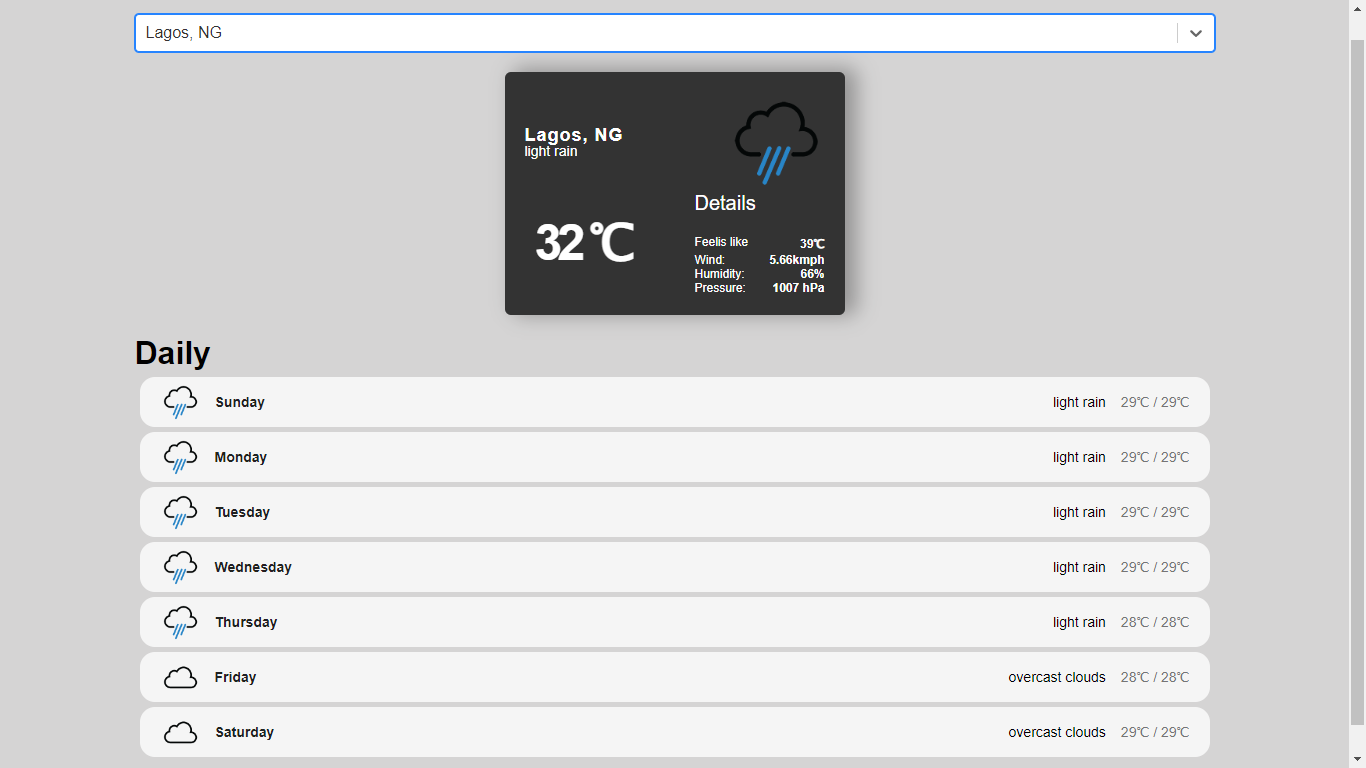 Lagos, NG
Lagos, NG
light rain
32℃
Details
Feelis like 39℃
Wind: 5.66kmph
Humidity: 66%
Pressure: 1007 hPa
Daily
Sunday light rain 29℃ / 29℃
Monday light rain 29℃ / 29℃
Tuesday light rain 29℃ / 29℃
Wednesday light rain 29℃ / 29℃
Thursday light rain 28℃ / 28℃
Friday overcast clouds 28℃ / 28℃
Saturday overcast clouds 29℃ / 29℃